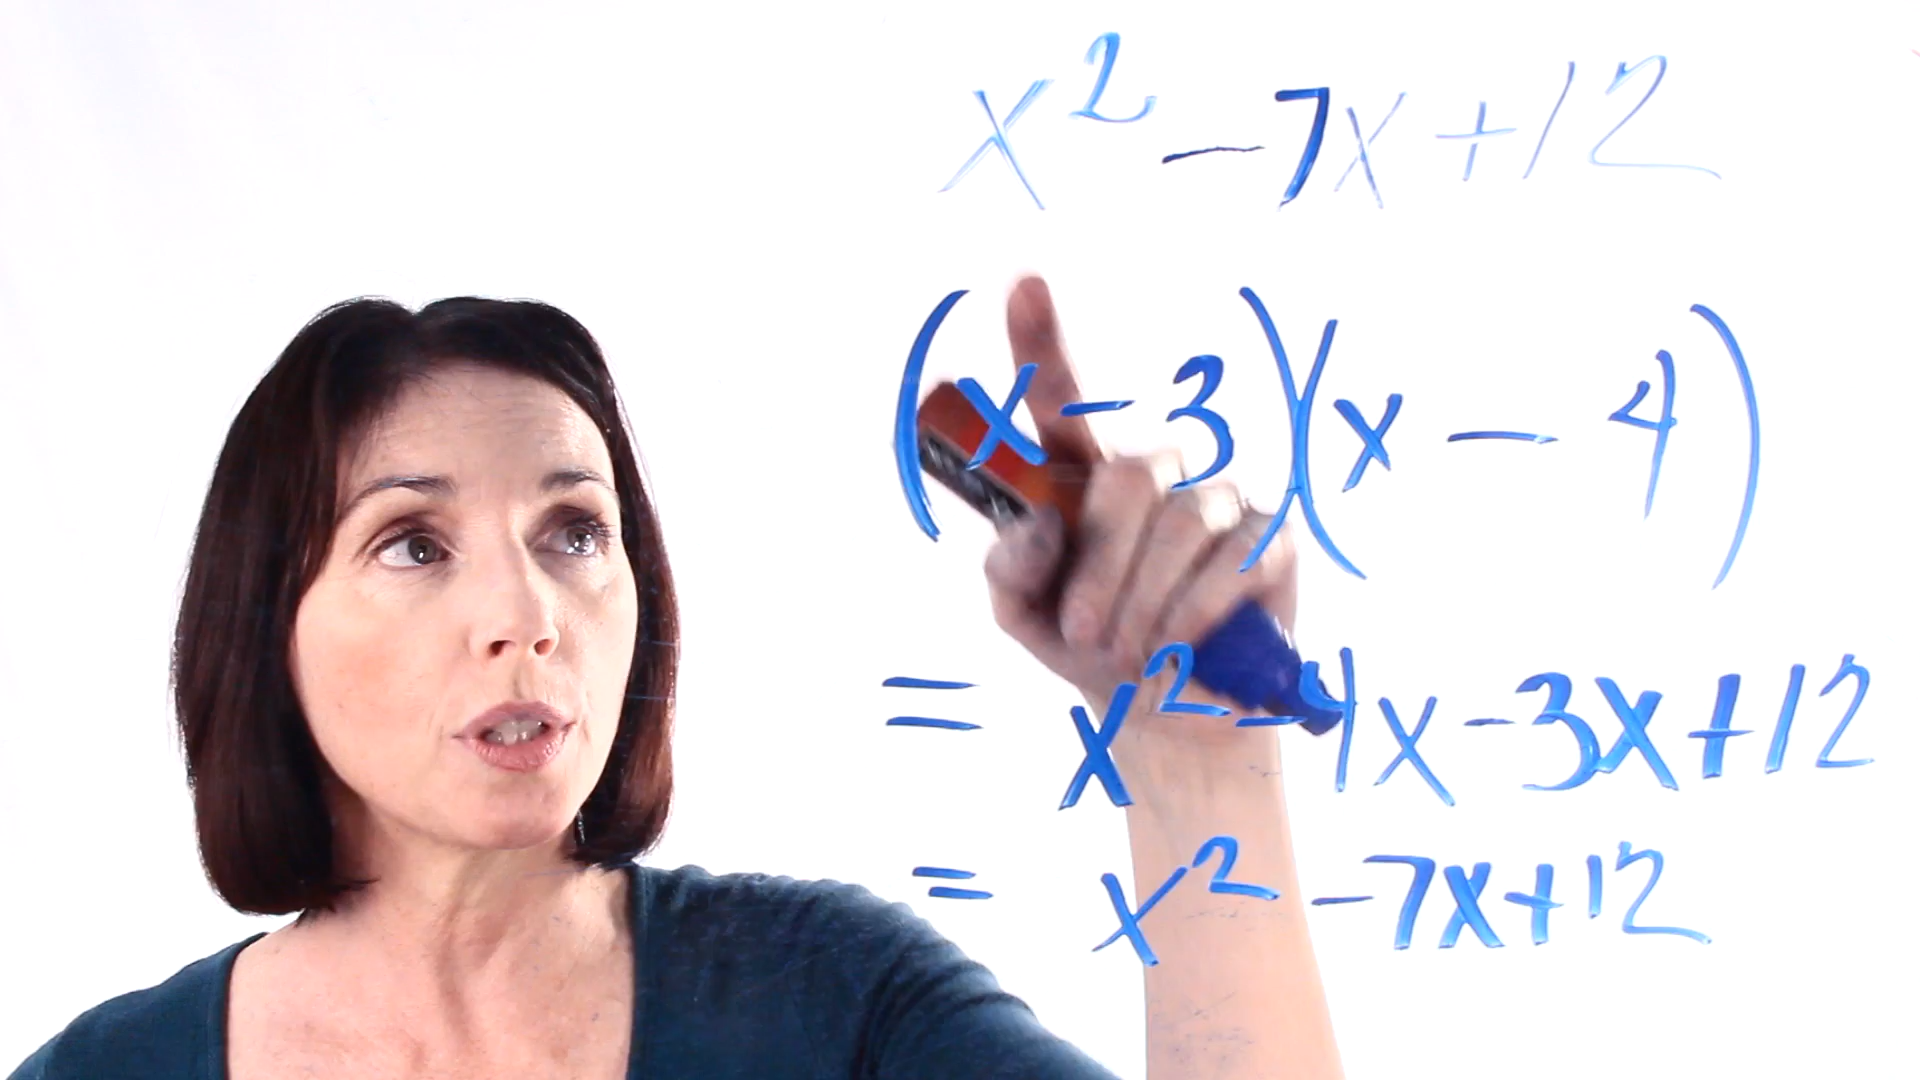 x² - 7x + 12
(x - 3)(x - 4)
= x² - 4x - 3x + 12
= x² - 7x + 12